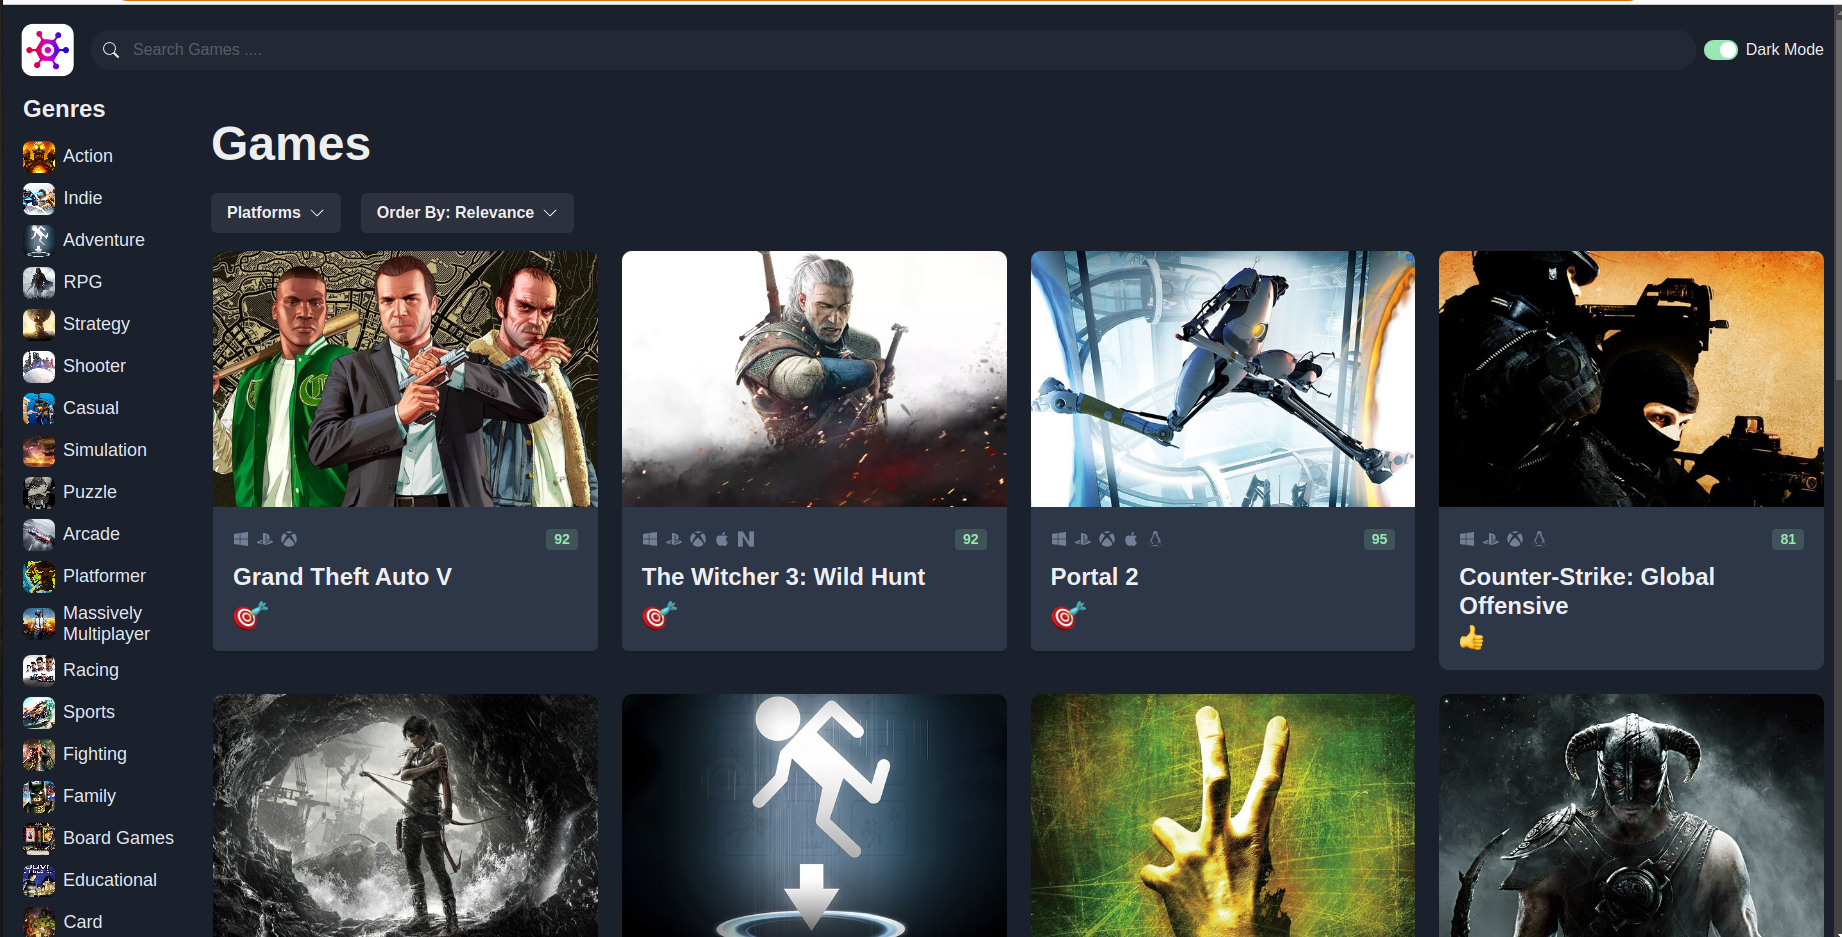 Search Games ....
Dark Mode
Genres
Action
Indie
Adventure
RPG
Strategy
Shooter
Casual
Simulation
Puzzle
Arcade
Platformer
Massively
Multiplayer
Racing
Sports
Fighting
Family
Board Games
Educational
Card
Games
Platforms
Order By: Relevance
92
Grand Theft Auto V
92
The Witcher 3: Wild Hunt
95
Portal 2
81
Counter-Strike: Global
Offensive